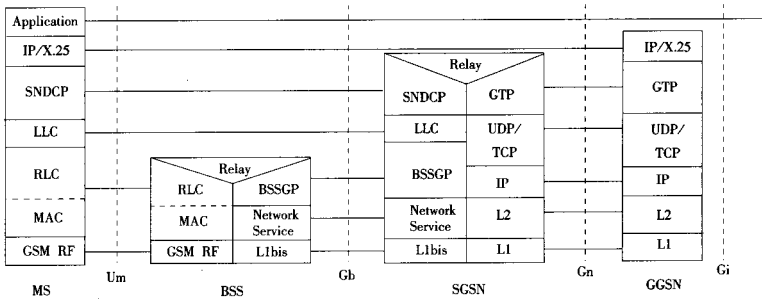 Application
IP/X.25
SNDCP
LLC
RLC
MAC
GSM RF
MS
Um
Relay
RLC
BSSGP
MAC
Network
Service
GSM RF
L1bis
BSS
Gb
Relay
SNDCP
GTP
LLC
UDP/
TCP
BSSGP
IP
Network
Service
L2
L1bis
L1
SGSN
Gn
IP/X.25
GTP
UDP/
TCP
IP
L2
L1
GGSN
Gi